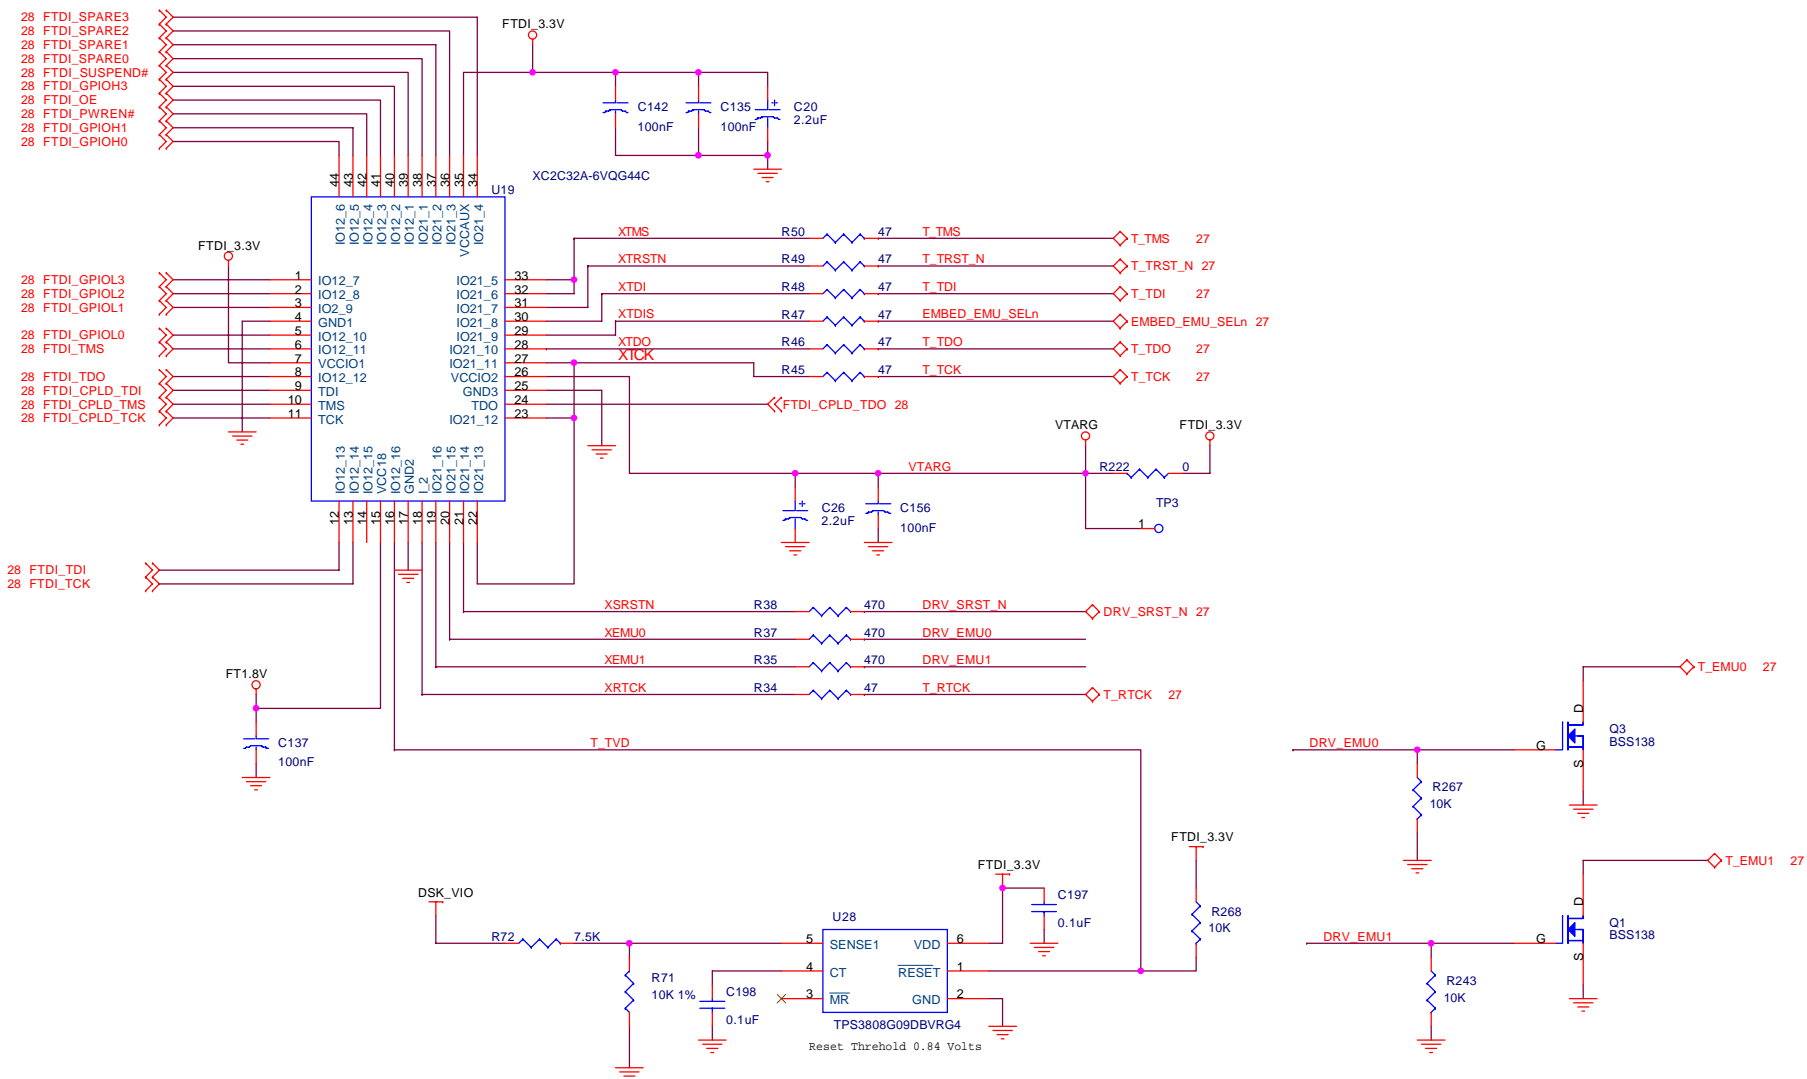 28 FTDI_SPARE3
28 FTDI_SPARE2
28 FTDI_SPARE1
28 FTDI_SPARE0
28 FTDI_SUSPEND#
28 FTDI_GPIOH3
28 FTDI_OE
28 FTDI_PWREN#
28 FTDI_GPIOH1
28 FTDI_GPIOH0
FTDI_3.3V
C142
100nF
C135
100nF
C20
2.2uF
XC2C32A-6VQG44C
U19
44 43 42 41 40 39 38 37 36 35 34
IO12_6
IO12_5
IO12_4
IO12_3
IO12_2
IO12_1
IO21_1
IO21_2
IO21_3
VCCAUX
IO21_4
FTDI_3.3V
28 FTDI_GPIOL3
28 FTDI_GPIOL2
28 FTDI_GPIOL1
28 FTDI_GPIOL0
28 FTDI_TMS
28 FTDI_TDO
28 FTDI_CPLD_TDI
28 FTDI_CPLD_TMS
28 FTDI_CPLD_TCK
1 IO12_7
2 IO12_8
3 IO2_9
4 GND1
5 IO12_10
6 IO12_11
7 VCCIO1
8 IO12_12
9 TDI
10 TMS
11 TCK
IO21_5 33
IO21_6 32
IO21_7 31
IO21_8 30
IO21_9 29
IO21_10 28
IO21_11 27
VCCIO2 26
GND3 25
TDO 24
IO21_12 23
XTMS R50 47 T_TMS T_TMS 27
XTRSTN R49 47 T_TRST_N T_TRST_N 27
XTDI R48 47 T_TDI T_TDI 27
XTDIS R47 47 EMBED_EMU_SELn EMBED_EMU_SELn 27
XTDO R46 47 T_TDO T_TDO 27
XTCK R45 47 T_TCK T_TCK 27
FTDI_CPLD_TDO 28
IO12_13
IO12_14
IO12_15
VCC18
IO12_16
GND2
I_2
IO21_16
IO21_15
IO21_14
IO21_13
12 13 14 15 16 17 18 19 20 21 22
VTARG
FTDI_3.3V
VTARG
R222 0
TP3
1
C26
2.2uF
C156
100nF
28 FTDI_TDI
28 FTDI_TCK
XSRSTN R38 470 DRV_SRST_N DRV_SRST_N 27
XEMU0 R37 470 DRV_EMU0
XEMU1 R35 470 DRV_EMU1
XRTCK R34 47 T_RTCK T_RTCK 27
FT1.8V
C137
100nF
T_TVD
T_EMU0 27
D
Q3
BSS138
DRV_EMU0
G
S
R267
10K
T_EMU1 27
D
Q1
BSS138
DRV_EMU1
G
S
R243
10K
FTDI_3.3V
R268
10K
FTDI_3.3V
C197
0.1uF
DSK_VIO
R72 7.5K
R71
10K 1%
C198
0.1uF
U28
5 SENSE1
4 CT
3 MR
VDD 6
RESET 1
GND 2
TPS3808G09DBVRG4
Reset Threhold 0.84 Volts